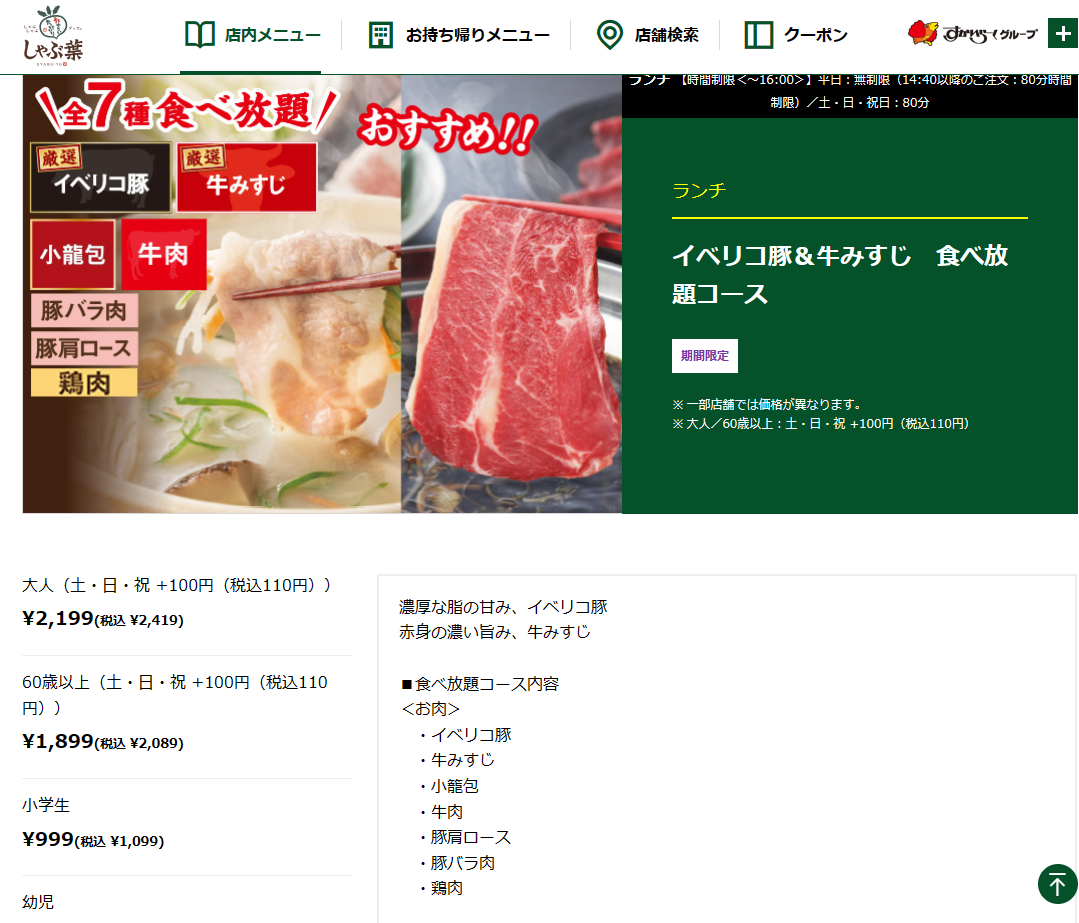 しゃぶ葉
店内メニュー
お持ち帰りメニュー
店舗検索
クーポン
すかいらーくグループ
全7種食べ放題
おすすめ!!
厳選
イベリコ豚
厳選
牛みすじ
小龍包
牛肉
豚バラ肉
豚肩ロース
鶏肉
ランチ 【時間制限<~16:00>】平日：無制限（14:40以降のご注文：80分時間
制限）／土・日・祝日：80分
ランチ
イベリコ豚＆牛みすじ　食べ放
題コース
期間限定
※ 一部店舗では価格が異なります。
※ 大人／60歳以上：土・日・祝 +100円（税込110円）
大人（土・日・祝 +100円（税込110円））
¥2,199(税込 ¥2,419)
60歳以上（土・日・祝 +100円（税込110
円））
¥1,899(税込 ¥2,089)
小学生
¥999(税込 ¥1,099)
幼児
濃厚な脂の甘み、イベリコ豚
赤身の濃い旨み、牛みすじ
■食べ放題コース内容
＜お肉＞
・イベリコ豚
・牛みすじ
・小籠包
・牛肉
・豚肩ロース
・豚バラ肉
・鶏肉